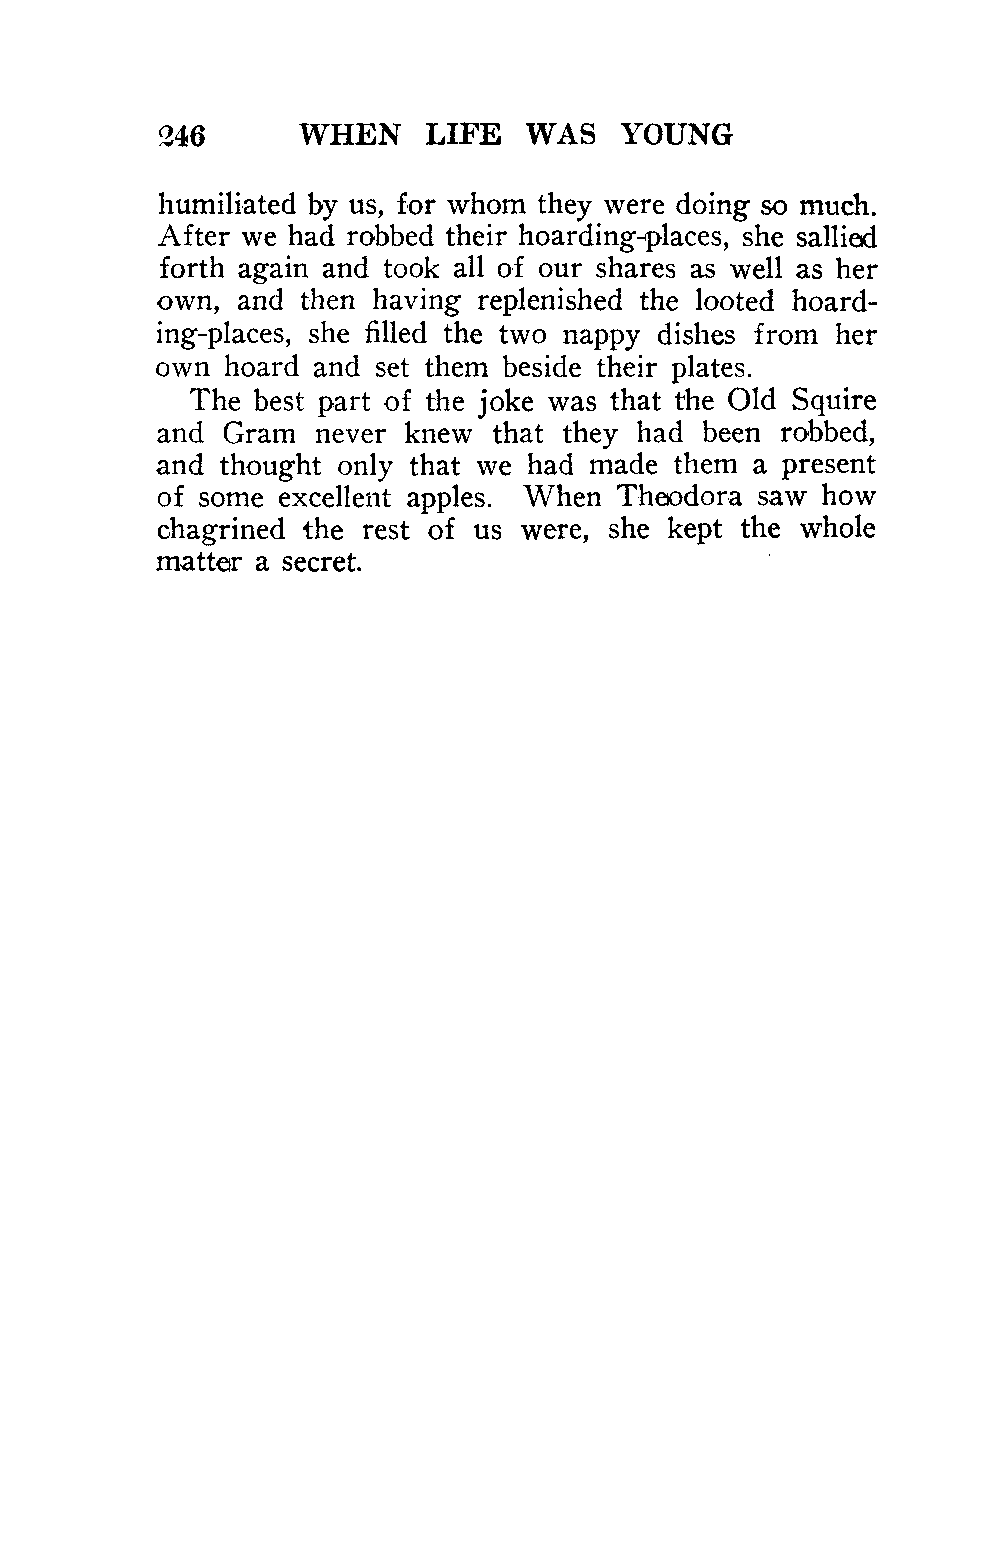 246 WHEN LIFE WAS YOUNG
humiliated by us, for whom they were doing so much.
After we had robbed their hoarding-places, she sallied
forth again and took all of our shares as well as her
own, and then having replenished the looted hoard-
ing-places, she filled the two nappy dishes from her
own hoard and set them beside their plates.
The best part of the joke was that the Old Squire
and Gram never knew that they had been robbed,
and thought only that we had made them a present
of some excellent apples. When Theodora saw how
chagrined the rest of us were, she kept the whole
matter a secret.